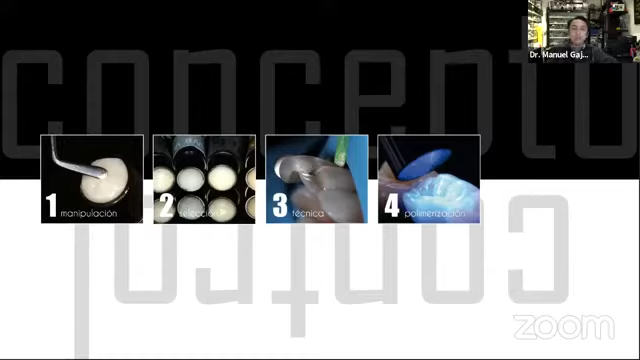 Dr. Manuel Gaj...
concepto
1 manipulación
2 selección
3 técnica
4 polimerización
control
zoom